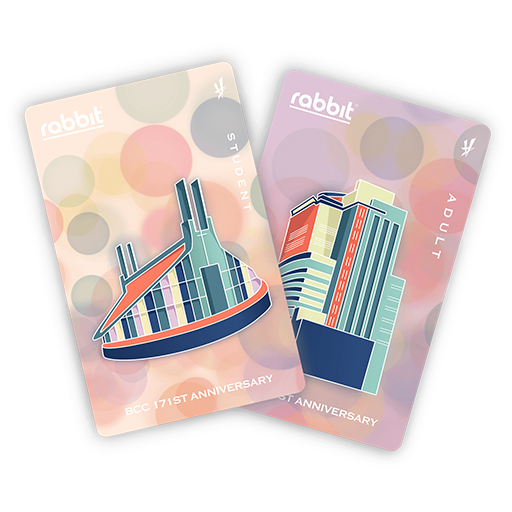 rabbit
STUDENT
BCC 171ST ANNIVERSARY
rabbit
ADULT
ST ANNIVERSARY